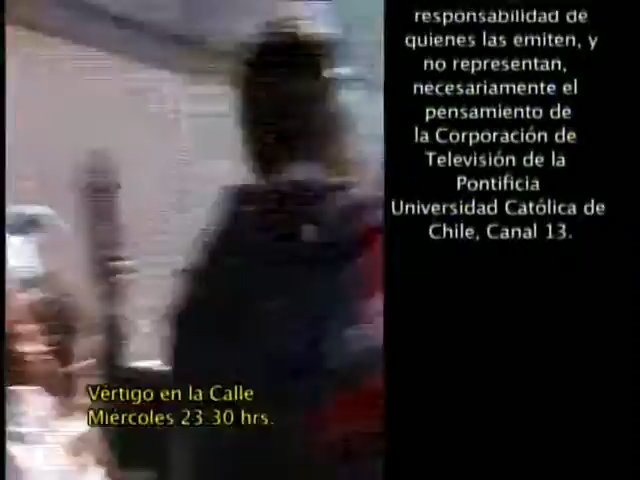 responsabilidad de
quienes las emiten, y
no representan,
necesariamente el
pensamiento de
la Corporación de
Televisión de la
Pontificia
Universidad Católica de
Chile, Canal 13.
Vértigo en la Calle
Miércoles 23.30 hrs.